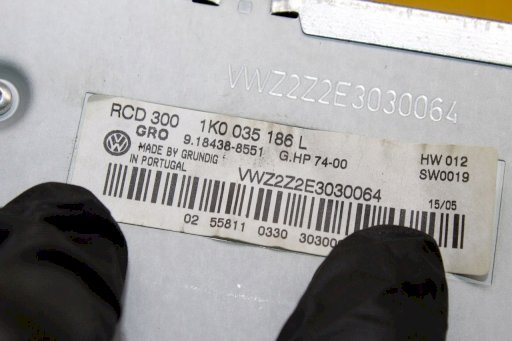 VWZ2Z2E3030064
RCD 300 1K0 035 186 L
GRO 9.18438-8551 G.HP 74-00 HW 012
MADE BY GRUNDIG SW0019
IN PORTUGAL VWZ2Z2E3030064
15/05
02 55811 0330